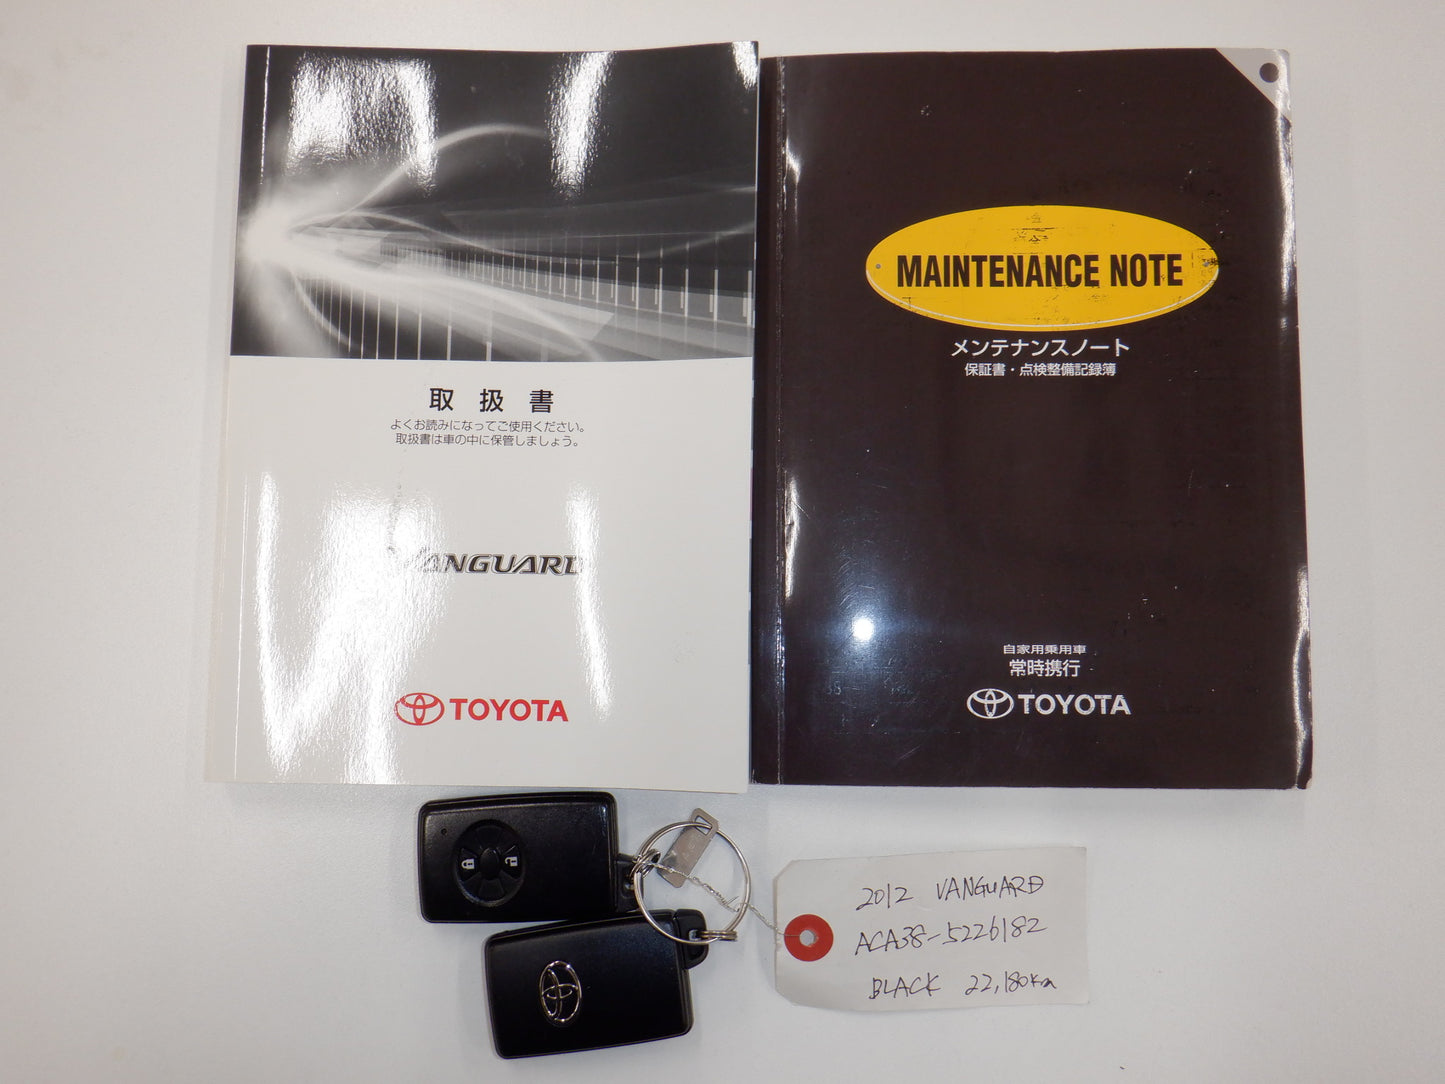 取扱書
よくお読みになってご使用ください。
取扱書は車の中に保管しましょう。
VANGUARD
TOYOTA
MAINTENANCE NOTE
メンテナンスノート
保証書・点検整備記録簿
自家用乗用車
常時携行
TOYOTA
2012 VANGUARD
ACA38-5226182
BLACK 22,180km